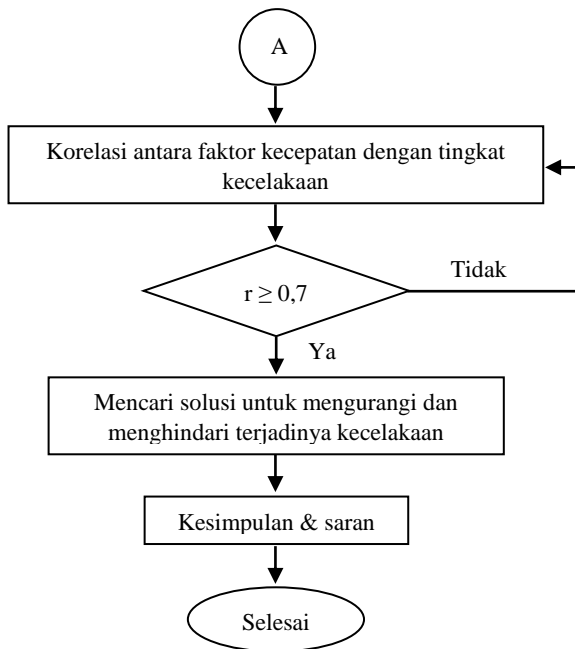 A
Korelasi antara faktor kecepatan dengan tingkat
kecelakaan
Tidak
r ≥ 0,7
Ya
Mencari solusi untuk mengurangi dan
menghindari terjadinya kecelakaan
Kesimpulan & saran
Selesai